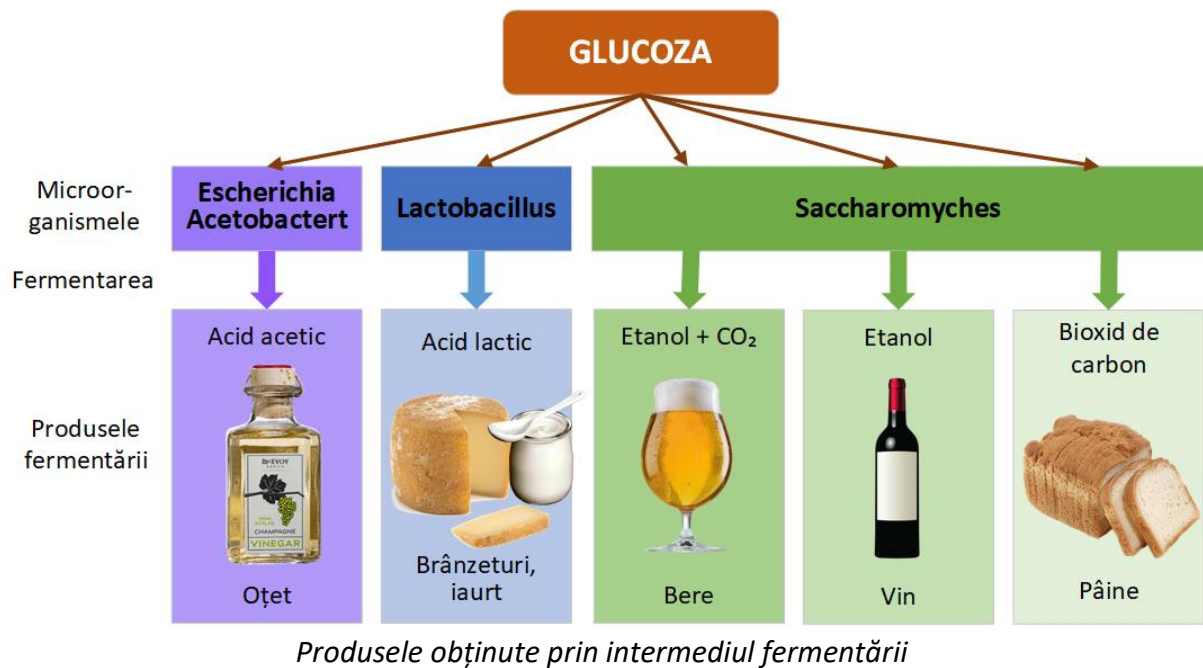 GLUCOZA
Microor-
ganismele
Escherichia
Acetobactert
Lactobacillus
Saccharomyches
Fermentarea
Produsele
fermentării
Acid acetic
CHAMPAGNE
VINEGAR
Oțet
Acid lactic
Brânzeturi,
iaurt
Etanol + CO₂
Bere
Etanol
Vin
Bioxid de
carbon
Pâine
Produsele obținute prin intermediul fermentării